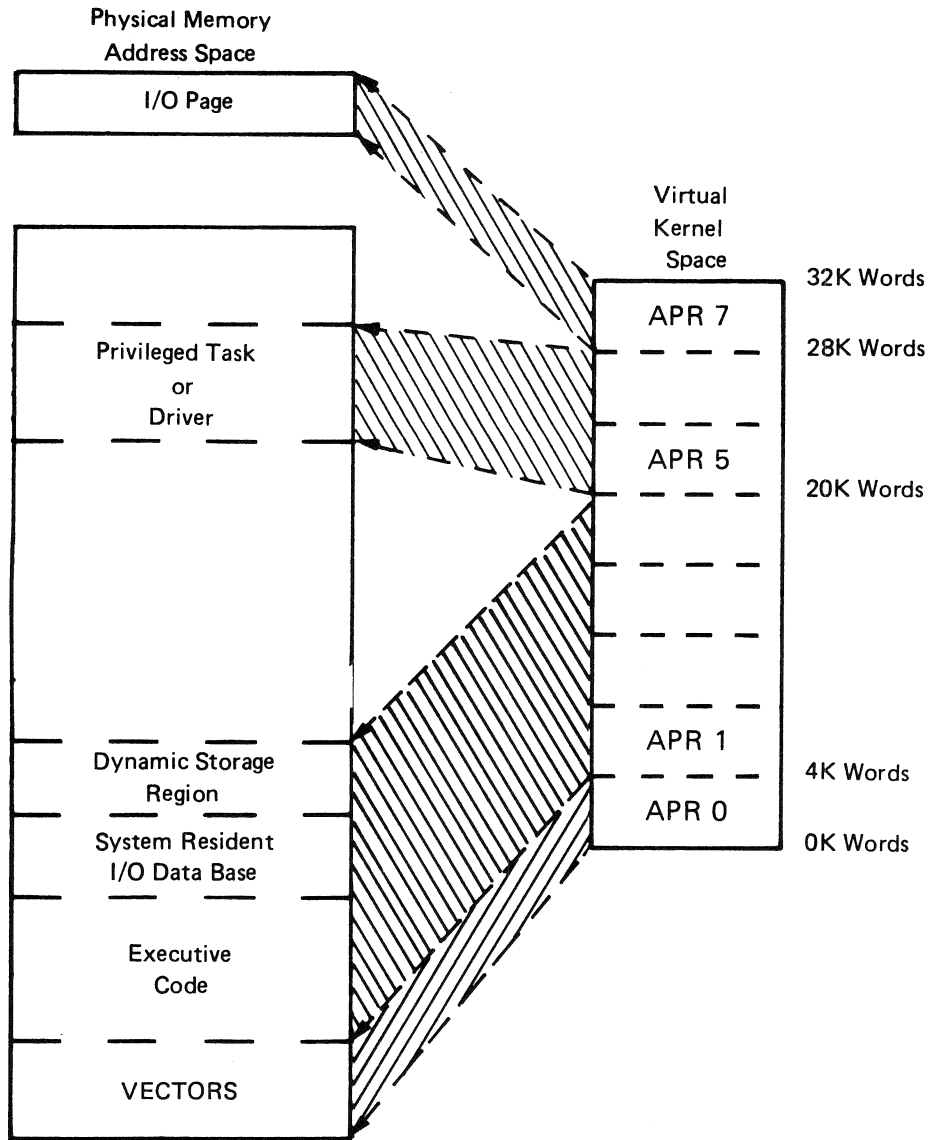 Physical Memory
Address Space
I/O Page
Privileged Task
or
Driver
Dynamic Storage
Region
System Resident
I/O Data Base
Executive
Code
VECTORS
Virtual
Kernel
Space
32K Words
APR 7
28K Words
APR 5
20K Words
APR 1
4K Words
APR 0
0K Words